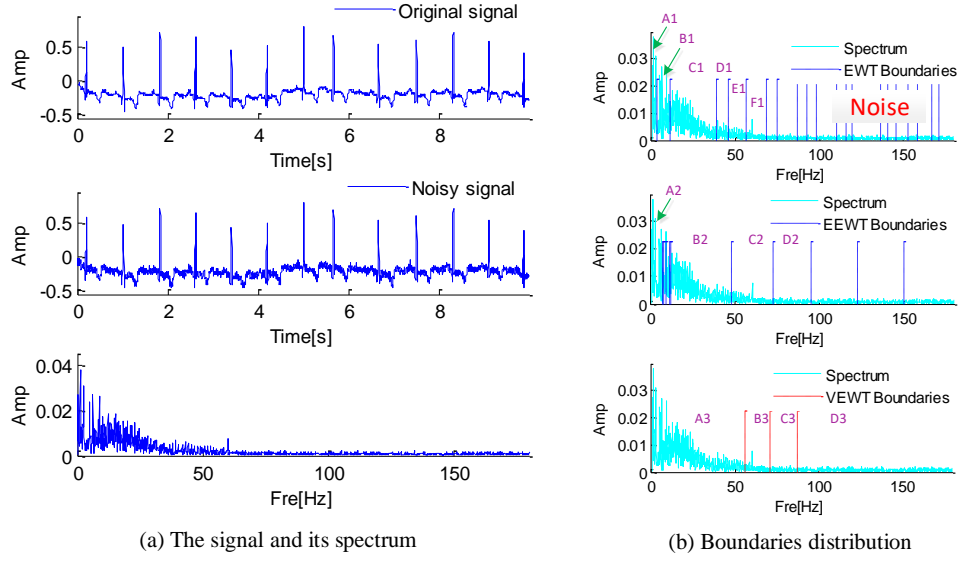 Original signal
Amp
0.5
0
-0.5
0 2 4 6 8
Time[s]
Noisy signal
Amp
0.5
0
-0.5
0 2 4 6 8
Time[s]
Amp
0.04
0.02
0
0 50 100 150
Fre[Hz]
(a) The signal and its spectrum
A1
B1
C1 D1
E1
F1
Spectrum
EWT Boundaries
Noise
Amp
0.03
0.02
0.01
0
0 50 100 150
Fre[Hz]
A2
B2 C2 D2
Spectrum
EEWT Boundaries
Amp
0.03
0.02
0.01
0
0 50 100 150
Fre[Hz]
Spectrum
VEWT Boundaries
A3 B3 C3 D3
Amp
0.03
0.02
0.01
0
0 50 100 150
Fre[Hz]
(b) Boundaries distribution